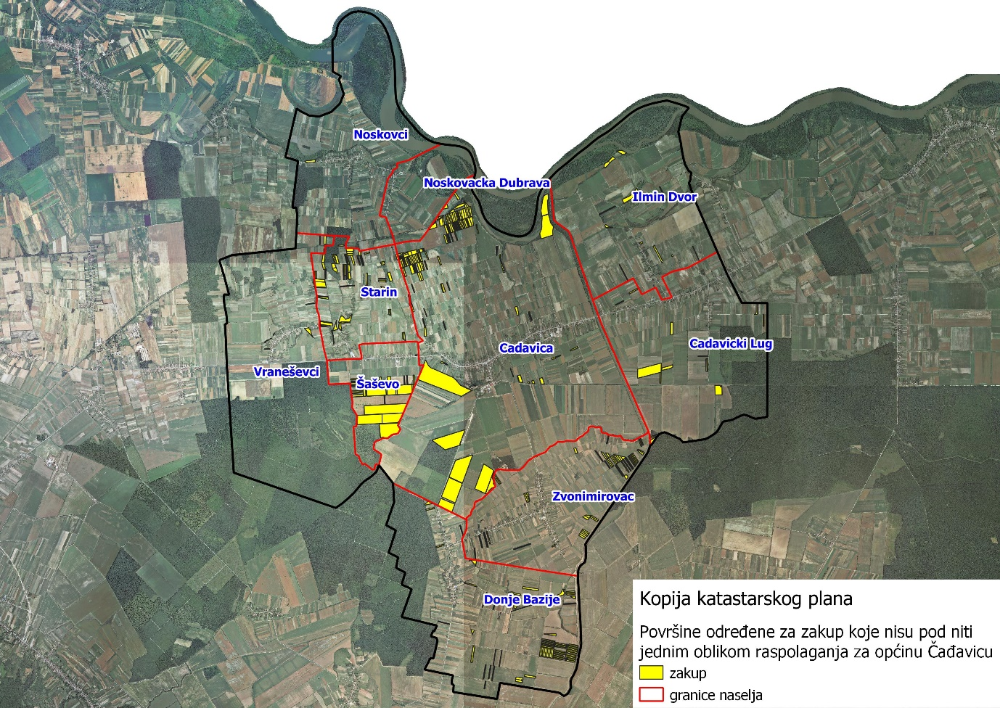 Noskovci
Noskovacka Dubrava
Ilmin Dvor
Starin
Cadavica
Cadavicki Lug
Vraneševci
Šaševo
Zvonimirovac
Donje Bazije
Kopija katastarskog plana
Površine određene za zakup koje nisu pod niti
jednim oblikom raspolaganja za općinu Čađavicu
zakup
granice naselja